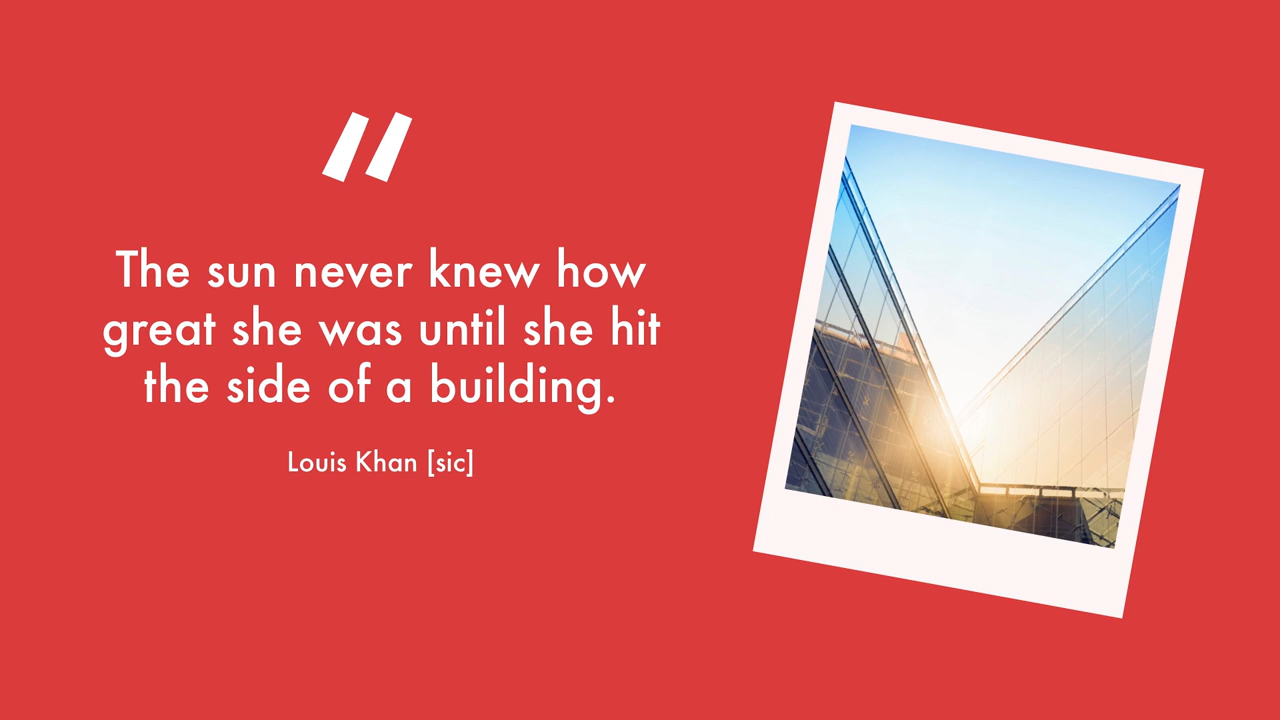 "
The sun never knew how
great she was until she hit
the side of a building.
Louis Khan [sic]